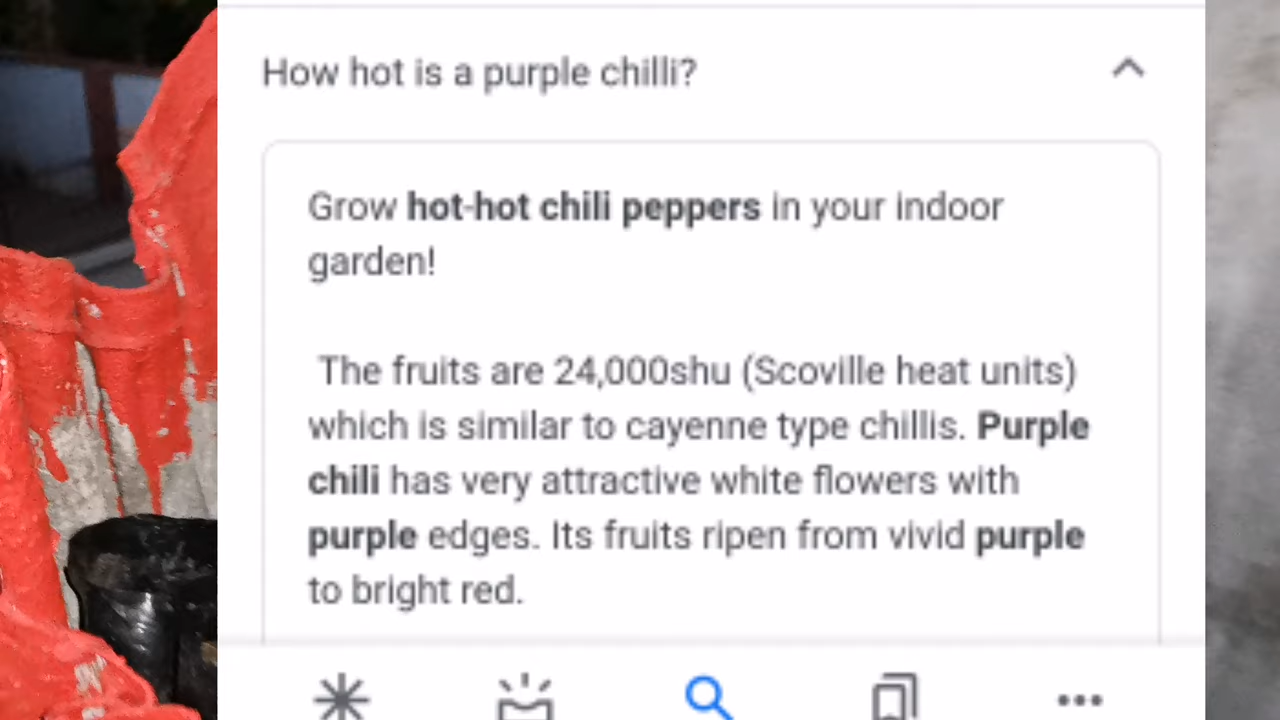 How hot is a purple chilli?
Grow hot-hot chili peppers in your indoor
garden!
The fruits are 24,000shu (Scoville heat units)
which is similar to cayenne type chillis. Purple
chili has very attractive white flowers with
purple edges. Its fruits ripen from vivid purple
to bright red.